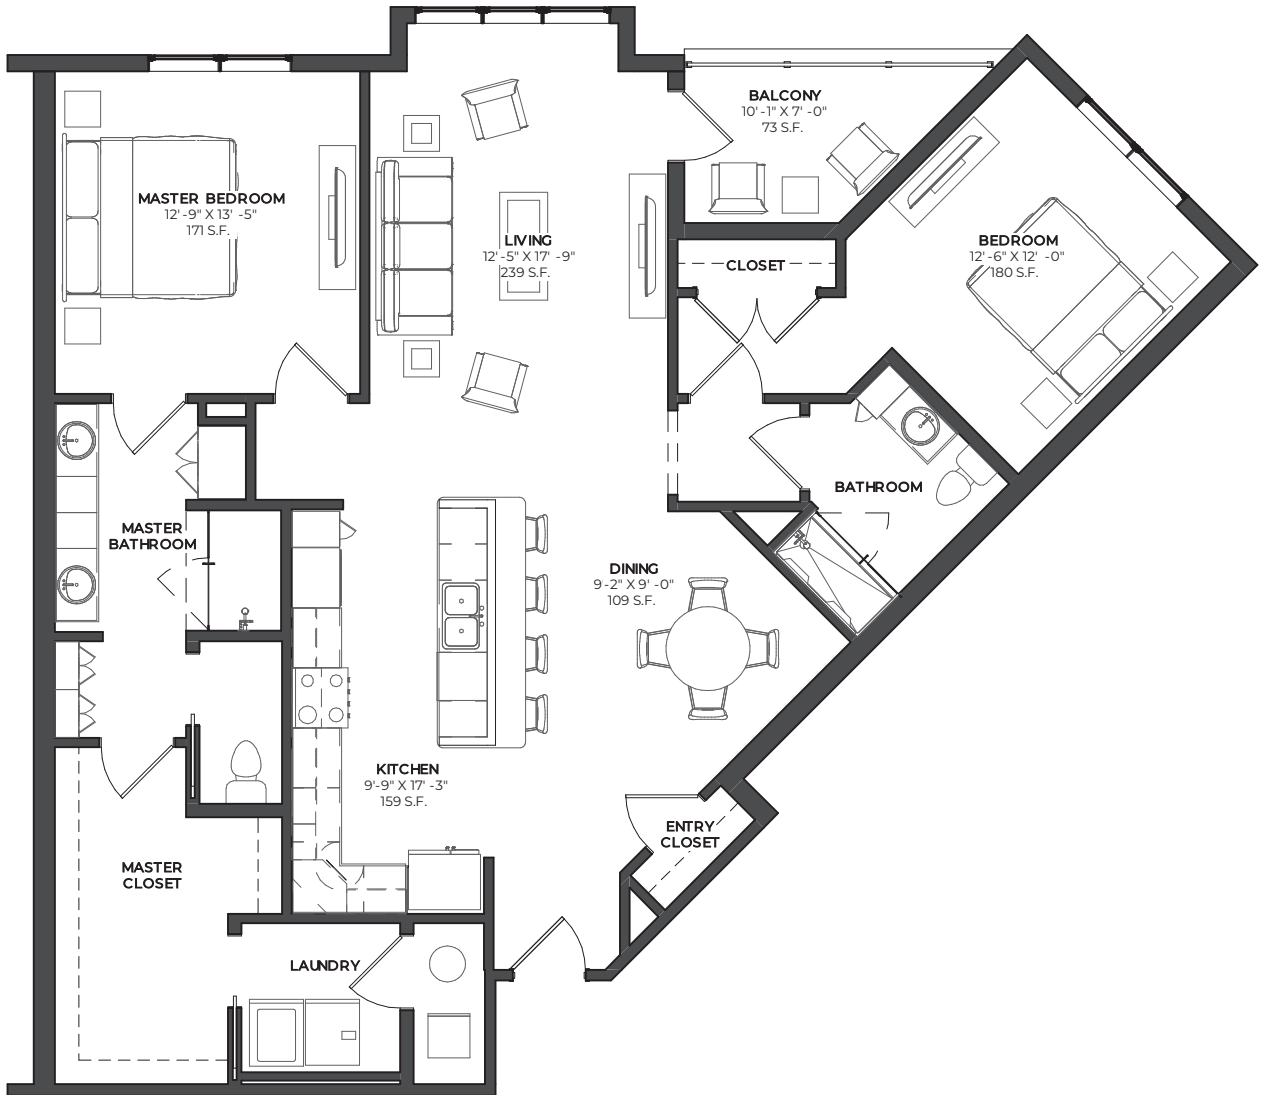 BALCONY
10'-1" X 7'-0"
73 S.F.
MASTER BEDROOM
12'-9" X 13'-5"
171 S.F.
LIVING
12'-5" X 17'-9"
239 S.F.
BEDROOM
12'-6" X 12'-0"
180 S.F.
CLOSET
BATHROOM
MASTER
BATHROOM
DINING
9'-2" X 9'-0"
109 S.F.
KITCHEN
9'-9" X 17'-3"
159 S.F.
ENTRY
CLOSET
MASTER
CLOSET
LAUNDRY